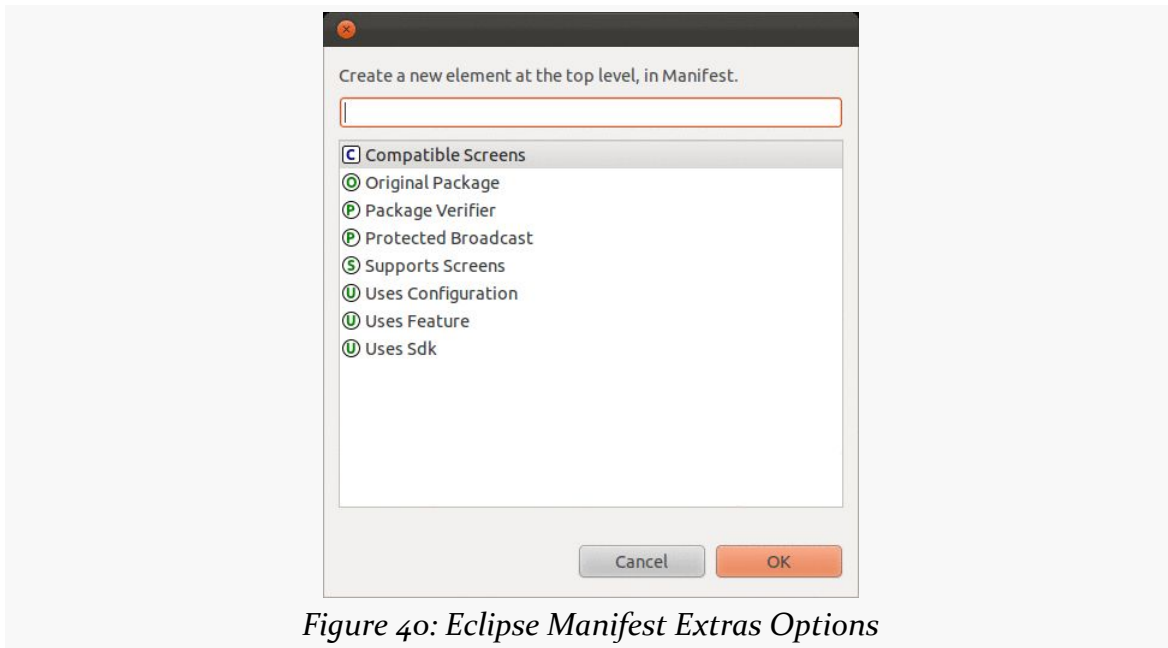 Create a new element at the top level, in Manifest.
C Compatible Screens
O Original Package
P Package Verifier
P Protected Broadcast
S Supports Screens
U Uses Configuration
U Uses Feature
U Uses Sdk
Cancel OK
Figure 40: Eclipse Manifest Extras Options